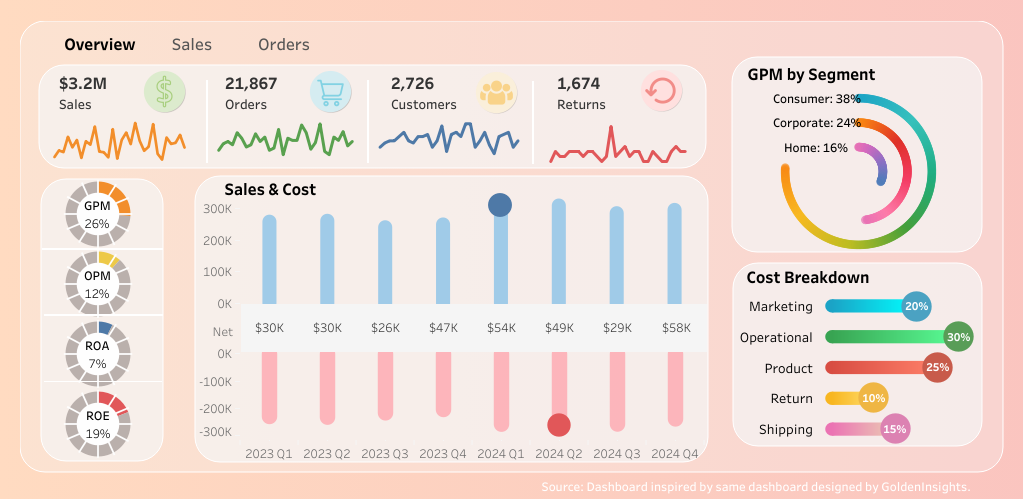 Overview Sales Orders
$3.2M
Sales
21,867
Orders
2,726
Customers
1,674
Returns
GPM
26%
OPM
12%
ROA
7%
ROE
19%
Sales & Cost
300K
200K
100K
0K
Net $30K $30K $26K $47K $54K $49K $29K $58K
0K
-100K
-200K
-300K
2023 Q1 2023 Q2 2023 Q3 2023 Q4 2024 Q1 2024 Q2 2024 Q3 2024 Q4
GPM by Segment
Consumer: 38%
Corporate: 24%
Home: 16%
Cost Breakdown
Marketing 20%
Operational 30%
Product 25%
Return 10%
Shipping 15%
Source: Dashboard inspired by same dashboard designed by GoldenInsights.